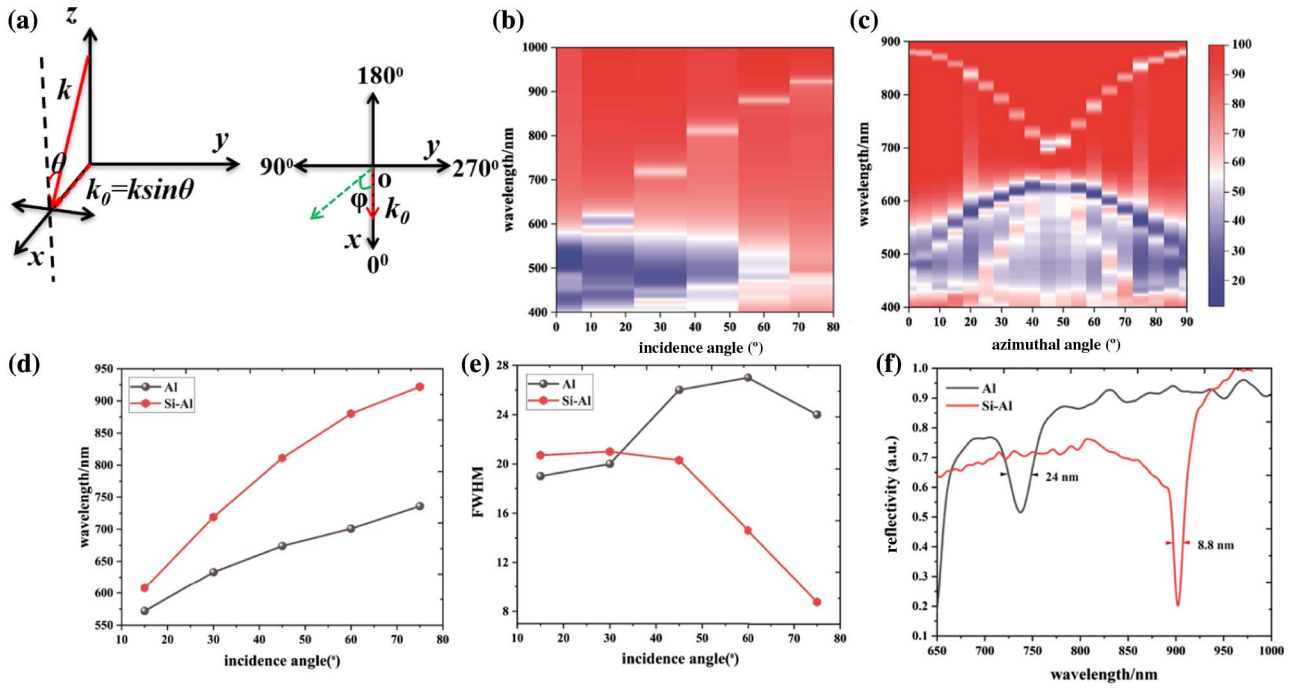 (a)
z
k
y
θ
k₀=ksinθ
x
180⁰
90⁰
y
270⁰
o
φ
k₀
x
0⁰
(b)
1000
900
800
700
600
500
400
wavelength/nm
0 10 20 30 40 50 60 70 80
incidence angle (°)
(c)
900
800
700
600
500
400
wavelength/nm
0 10 20 30 40 50 60 70 80 90
azimuthal angle (°)
100
90
80
70
60
50
40
30
20
(d)
950
900
850
800
750
700
650
600
550
wavelength/nm
Al
Si-Al
10 20 30 40 50 60 70 80
incidence angle(°)
(e)
28
24
20
16
12
8
FWHM
Al
Si-Al
10 20 30 40 50 60 70 80
incidence angle(°)
(f)
1.0
0.9
0.8
0.7
0.6
0.5
0.4
0.3
0.2
0.1
reflectivity (a.u.)
Al
Si-Al
24 nm
8.8 nm
650 700 750 800 850 900 950 1000
wavelength/nm